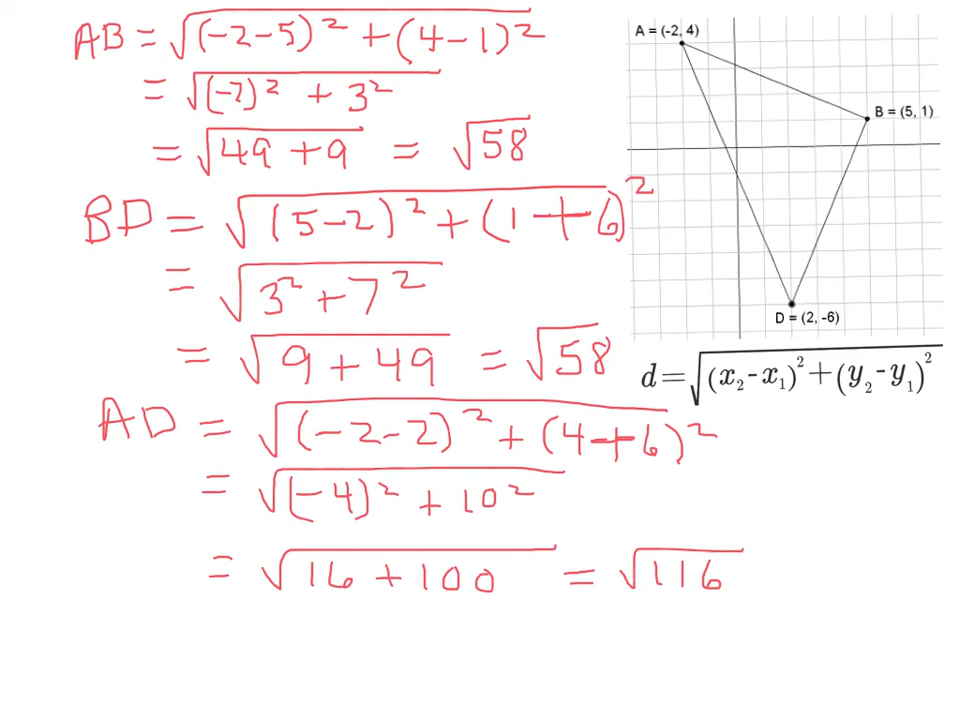 AB = √(-2-5)² + (4-1)²
= √(-7)² + 3²
= √49+9 = √58
BD = √(5-2)² + (1+6)²
= √3² + 7²
= √9+49 = √58
AD = √(-2-2)² + (4+6)²
= √(-4)² + 10²
= √16+100 = √116
A = (-2, 4)
B = (5, 1)
D = (2, -6)
d=√(x₂-x₁)²+(y₂-y₁)²